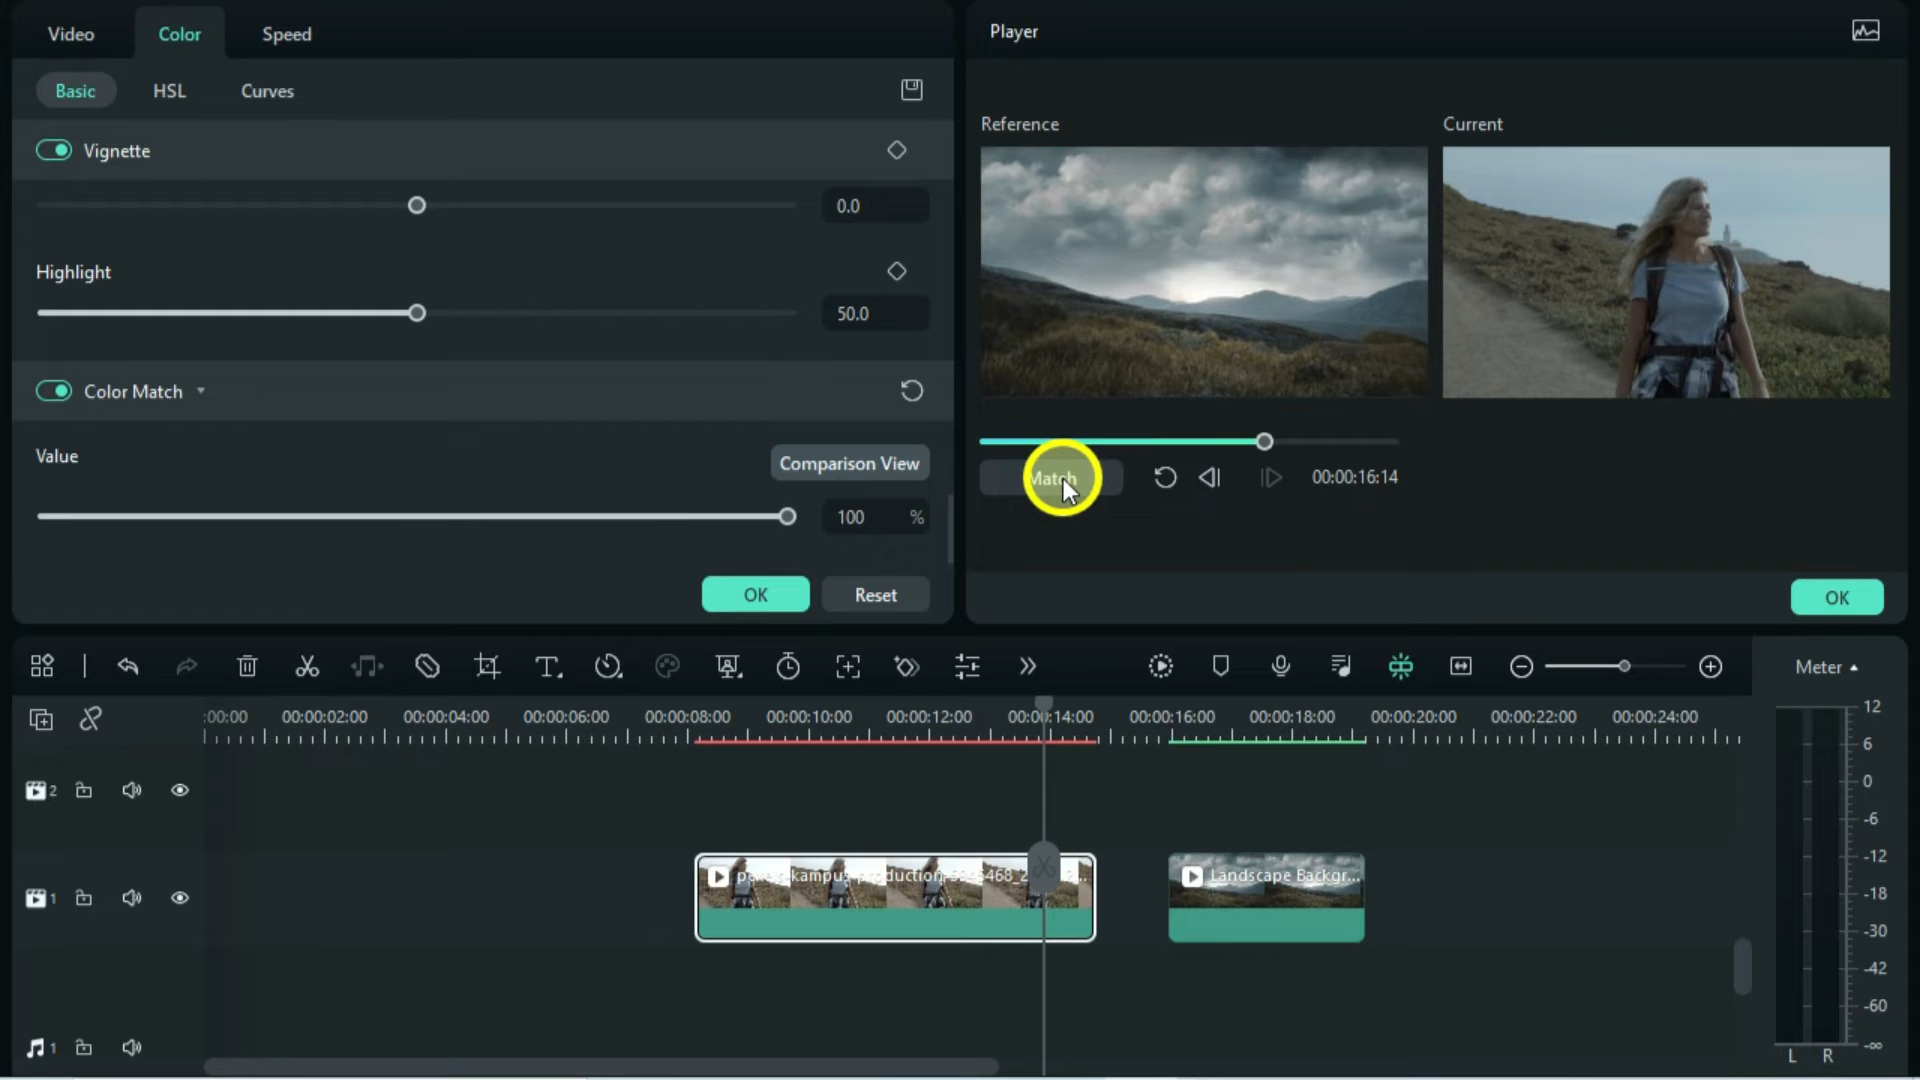 Video Color Speed
Basic HSL Curves
Vignette
0.0
Highlight
50.0
Color Match
Value
Comparison View
100 %
OK Reset
Player
Reference Current
Match 00:00:16:14
OK
Meter
:00:00 00:00:02:00 00:00:04:00 00:00:06:00 00:00:08:00 00:00:10:00 00:00:12:00 00:00:14:00 00:00:16:00 00:00:18:00 00:00:20:00 00:00:22:00 00:00:24:00
2
1 Landscape Backgr...
1
12
6
0
-6
-12
-18
-30
-42
-60
-∞
L R